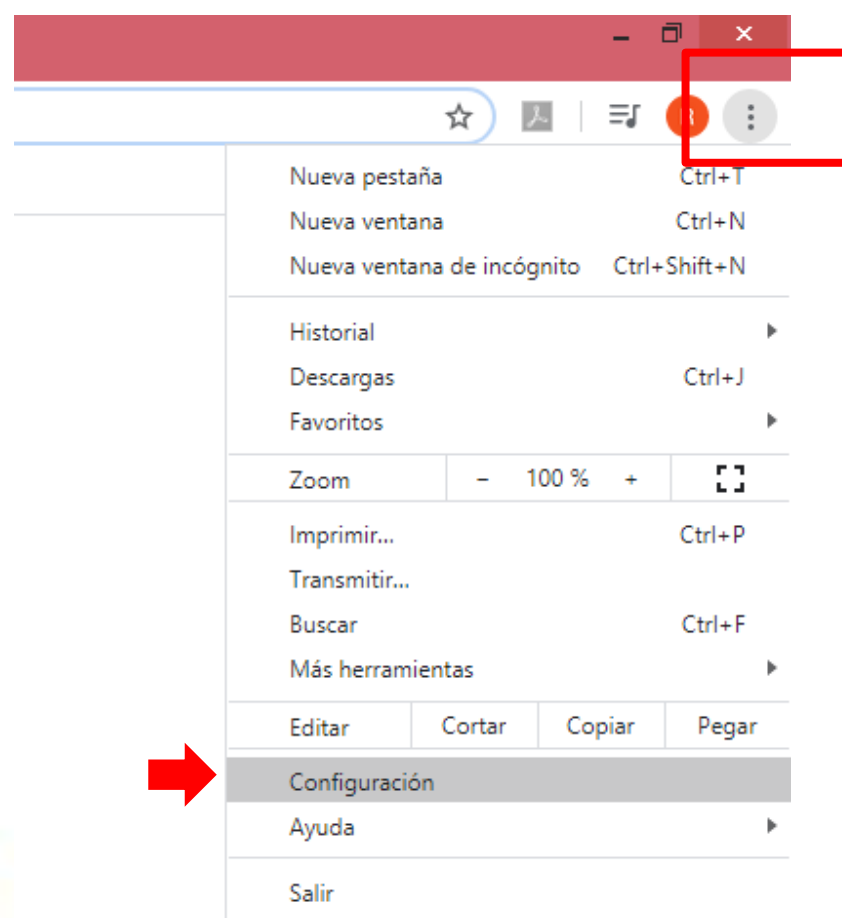 Nueva pestaña Ctrl+T
Nueva ventana Ctrl+N
Nueva ventana de incógnito Ctrl+Shift+N
Historial
Descargas Ctrl+J
Favoritos
Zoom − 100 % +
Imprimir... Ctrl+P
Transmitir...
Buscar Ctrl+F
Más herramientas
Editar Cortar Copiar Pegar
Configuración
Ayuda
Salir